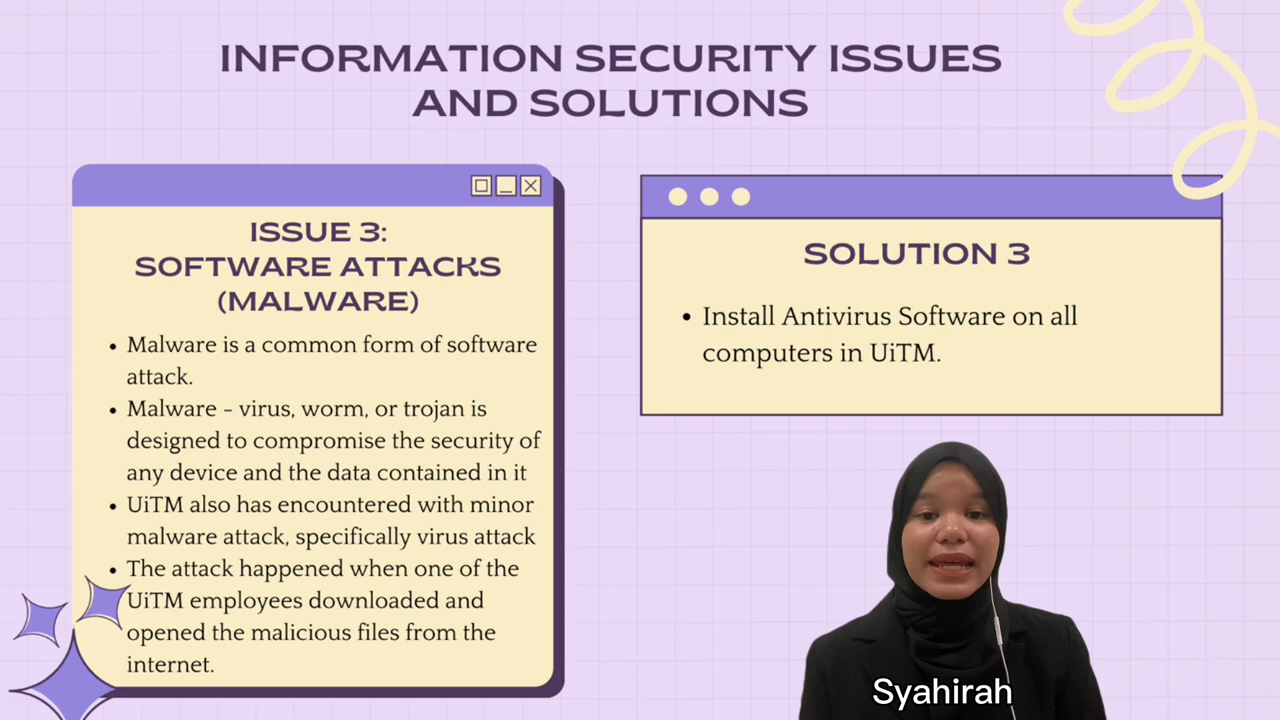 INFORMATION SECURITY ISSUES
AND SOLUTIONS
ISSUE 3:
SOFTWARE ATTACKS
(MALWARE)
• Malware is a common form of software
attack.
• Malware - virus, worm, or trojan is
designed to compromise the security of
any device and the data contained in it
• UiTM also has encountered with minor
malware attack, specifically virus attack
• The attack happened when one of the
UiTM employees downloaded and
opened the malicious files from the
internet.
SOLUTION 3
• Install Antivirus Software on all
computers in UiTM.
Syahirah